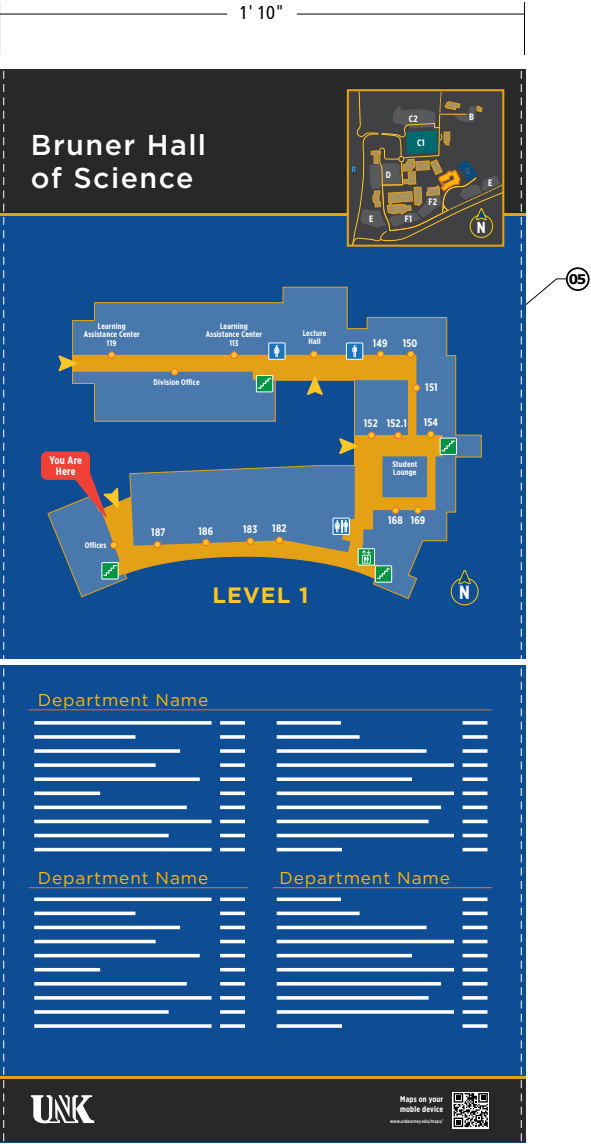 1' 10"
Bruner Hall
of Science
C2
B
C1
D
G
E
F2
E
F1
N
05
Learning
Assistance Center
119
Learning
Assistance Center
113
Lecture
Hall
149
150
Division Office
151
152
152.1
154
You Are
Here
Student
Lounge
168
169
187
186
183
182
Offices
LEVEL 1
N
Department Name
Department Name
Department Name
UNK
Maps on your
moble device
www.unkearney.edu/maps/